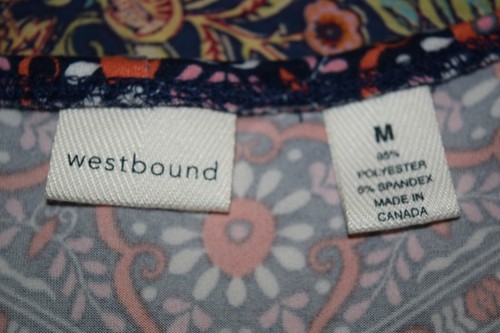 westbound
M
95%
POLYESTER
5% SPANDEX
MADE IN
CANADA